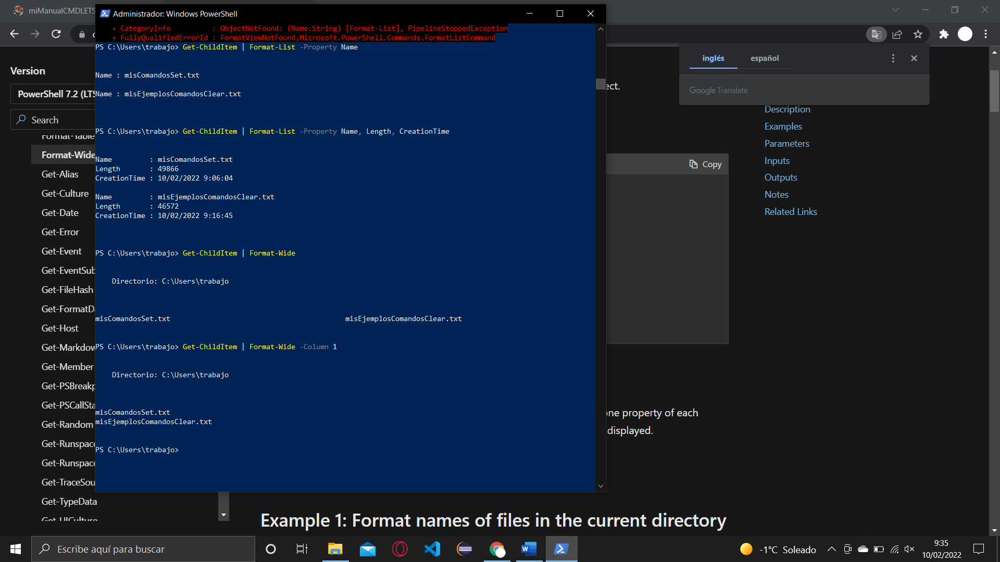 miManualCMDLETS
Administrador: Windows PowerShell
+ CategoryInfo          : ObjectNotFound: (Name:String) [Format-List], PipelineStoppedException
+ FullyQualifiedErrorId : FormatViewNotFound,Microsoft.PowerShell.Commands.FormatListCommand
PS C:\Users\trabajo> Get-ChildItem | Format-List -Property Name
Name : misComandosSet.txt
Name : misEjemplosComandosClear.txt
PS C:\Users\trabajo> Get-ChildItem | Format-List -Property Name, Length, CreationTime
Name         : misComandosSet.txt
Length       : 49866
CreationTime : 10/02/2022 9:06:04
Name         : misEjemplosComandosClear.txt
Length       : 46572
CreationTime : 10/02/2022 9:16:45
PS C:\Users\trabajo> Get-ChildItem | Format-Wide
Directorio: C:\Users\trabajo
misComandosSet.txt                                          misEjemplosComandosClear.txt
PS C:\Users\trabajo> Get-ChildItem | Format-Wide -Column 1
Directorio: C:\Users\trabajo
misComandosSet.txt
misEjemplosComandosClear.txt
PS C:\Users\trabajo>
Version
PowerShell 7.2 (LTS
Search
Format-Table
Format-Wide
Get-Alias
Get-Culture
Get-Date
Get-Error
Get-Event
Get-EventSub
Get-FileHash
Get-FormatDa
Get-Host
Get-Markdow
Get-Member
Get-PSBreakp
Get-PSCallSta
Get-Random
Get-Runspace
Get-Runspace
Get-TraceSou
Get-TypeData
Get-UICulture
ect.
inglés
español
Google Translate
Description
Examples
Parameters
Inputs
Outputs
Notes
Related Links
Copy
one property of each
displayed.
Example 1: Format names of files in the current directory
Escribe aquí para buscar
-1°C Soleado
9:35
10/02/2022